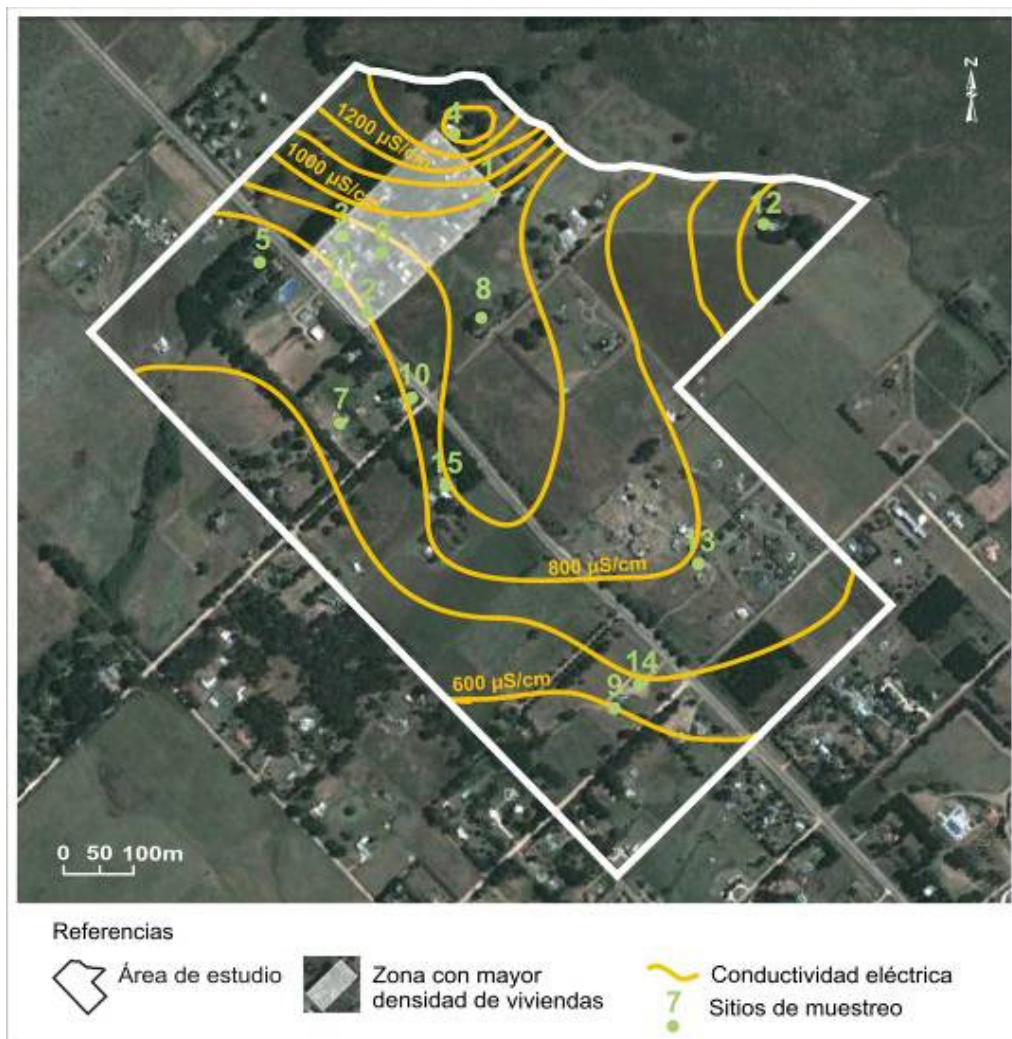 N
4
1200 µS/cm
1
1000 µS/cm
12
5
6
8
2
10
7
15
13
800 µS/cm
14
600 µS/cm
9
0 50 100m
Referencias
Área de estudio
Zona con mayor
densidad de viviendas
Conductividad eléctrica
7
Sitios de muestreo